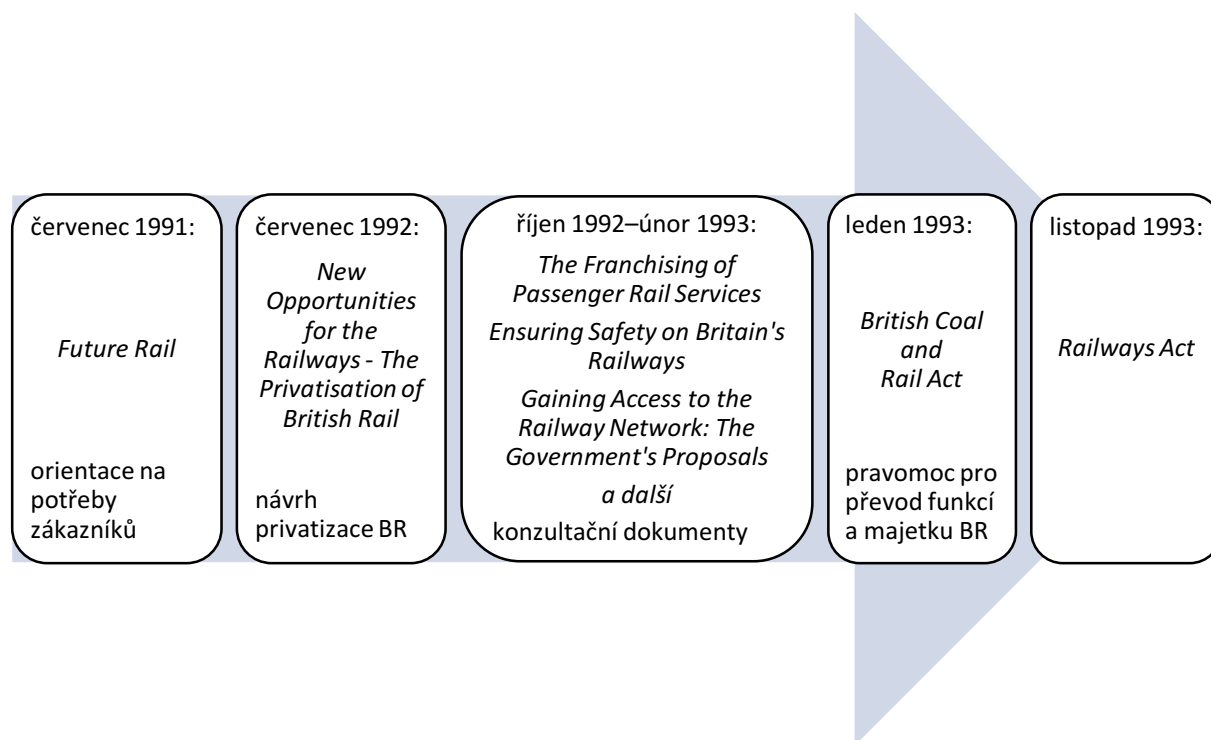 červenec 1991:
Future Rail
orientace na
potřeby
zákazníků
červenec 1992:
New
Opportunities
for the
Railways - The
Privatisation of
British Rail
návrh
privatizace BR
říjen 1992–únor 1993:
The Franchising of
Passenger Rail Services
Ensuring Safety on Britain's
Railways
Gaining Access to the
Railway Network: The
Government's Proposals
a další
konzultační dokumenty
leden 1993:
British Coal
and
Rail Act
pravomoc pro
převod funkcí
a majetku BR
listopad 1993:
Railways Act